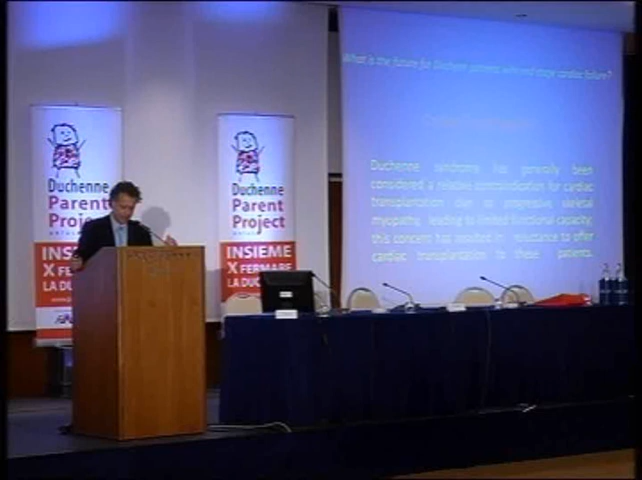 What is the future for Duchenne patients with end stage cardiac failure?
Duchenne syndrome has generally been
considered a relative contraindication for cardiac
transplantation due to progressive skeletal
myopathy leading to limited functional capacity;
this concern has resulted in reluctance to offer
cardiac transplantation to these patients.
Duchenne
Parent
Proj
INS
X FE
LA DU
Duchenne
Parent
Project
INSIEME
X FERMARE
LA DUC